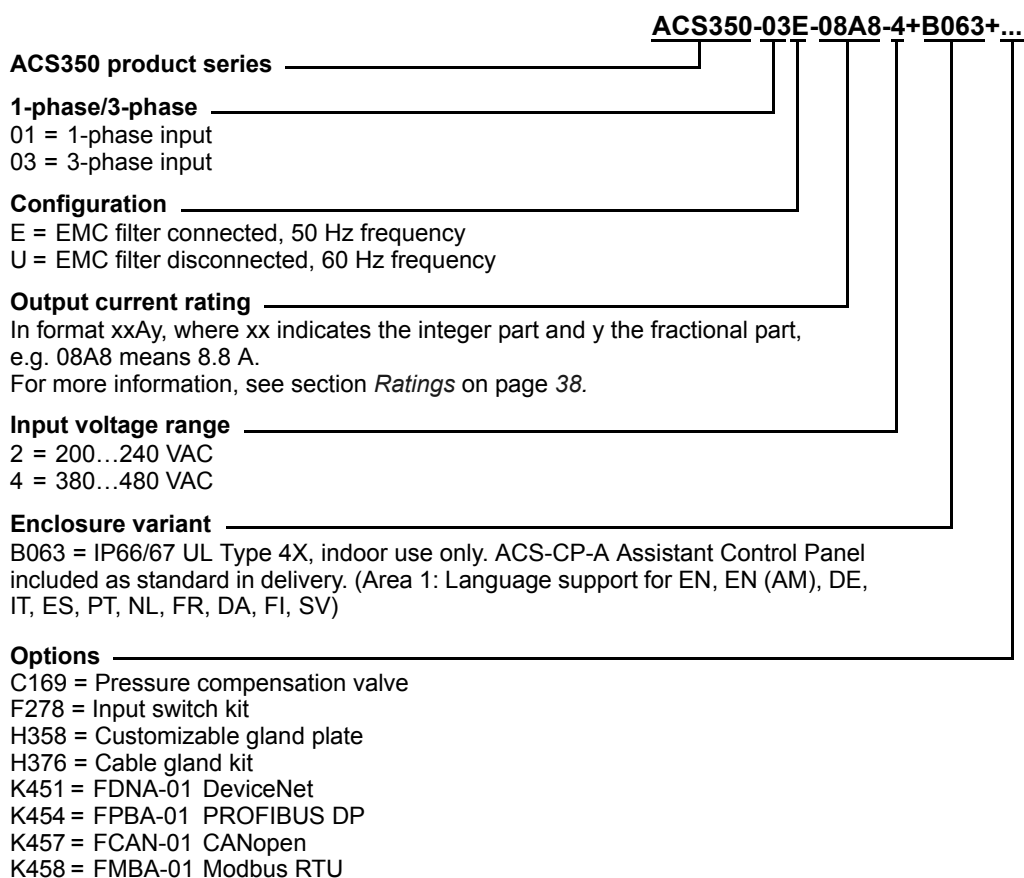 ACS350-03E-08A8-4+B063+...
ACS350 product series
1-phase/3-phase
01 = 1-phase input
03 = 3-phase input
Configuration
E = EMC filter connected, 50 Hz frequency
U = EMC filter disconnected, 60 Hz frequency
Output current rating
In format xxAy, where xx indicates the integer part and y the fractional part,
e.g. 08A8 means 8.8 A.
For more information, see section Ratings on page 38.
Input voltage range
2 = 200…240 VAC
4 = 380…480 VAC
Enclosure variant
B063 = IP66/67 UL Type 4X, indoor use only. ACS-CP-A Assistant Control Panel
included as standard in delivery. (Area 1: Language support for EN, EN (AM), DE,
IT, ES, PT, NL, FR, DA, FI, SV)
Options
C169 = Pressure compensation valve
F278 = Input switch kit
H358 = Customizable gland plate
H376 = Cable gland kit
K451 = FDNA-01 DeviceNet
K454 = FPBA-01 PROFIBUS DP
K457 = FCAN-01 CANopen
K458 = FMBA-01 Modbus RTU